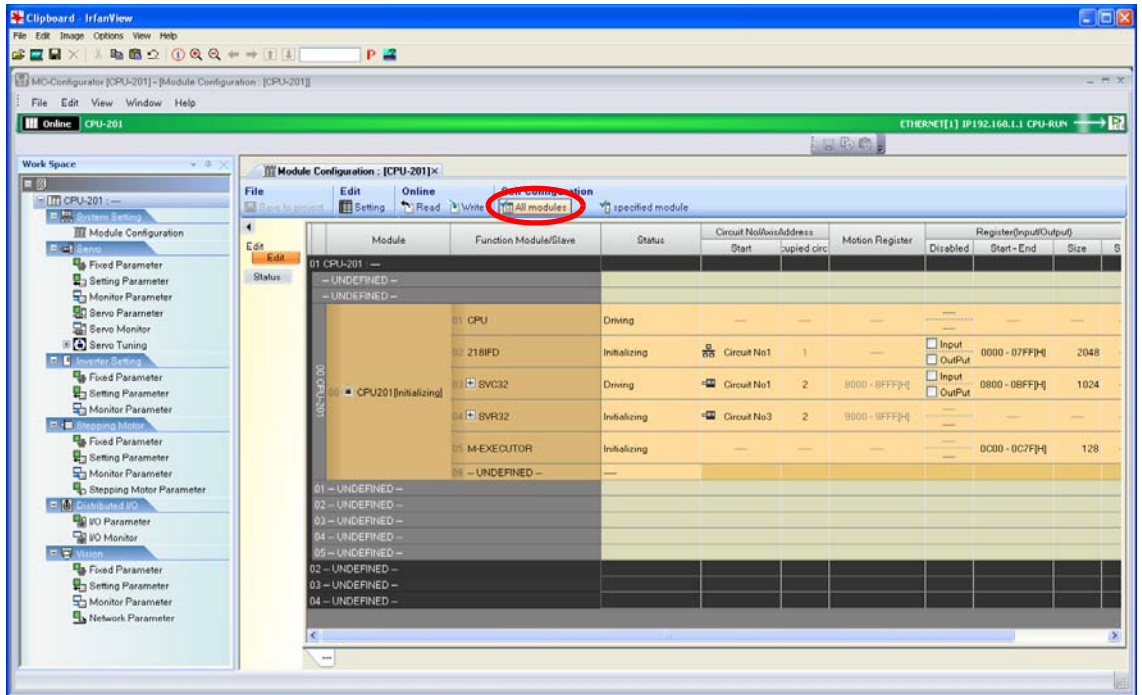 Clipboard - IrfanView
File Edit Image Options View Help
P
MC-Configurator [CPU-201] - [Module Configuration : [CPU-201]]
File Edit View Window Help
Online CPU-201 ETHERNET[1] IP192.168.1.1 CPU-RUN
Work Space
CPU-201 : ---
System Setting
Module Configuration
Servo
Fixed Parameter
Setting Parameter
Monitor Parameter
Servo Parameter
Servo Monitor
Servo Tuning
Inverter Setting
Fixed Parameter
Setting Parameter
Monitor Parameter
Stepping Motor
Fixed Parameter
Setting Parameter
Monitor Parameter
Stepping Motor Parameter
Distributed I/O
I/O Parameter
I/O Monitor
Vision
Fixed Parameter
Setting Parameter
Monitor Parameter
Network Parameter
Module Configuration : [CPU-201]
File Edit Online Self Configuration
Save to project Setting Read Write All modules specified module
Edit
Edit
Status
Module Function Module/Slave Status Circuit No/AxisAddress Motion Register Register(Input/Output)
Start cupied circ Disabled Start - End Size S
01 CPU-201 : ---
-- UNDEFINED --
-- UNDEFINED --
00 CPU-201
00 CPU201[Initializing]
01 CPU Driving --- --- --- --- --- ---
02 218IFD Initializing Circuit No1 1 --- Input OutPut 0000 - 07FF[H] 2048
03 SVC32 Driving Circuit No1 2 8000 - 8FFF[H] Input OutPut 0800 - 0BFF[H] 1024
04 SVR32 Initializing Circuit No3 2 9000 - 9FFF[H] --- --- ---
05 M-EXECUTOR Initializing --- --- --- --- 0C00 - 0C7F[H] 128
06 -- UNDEFINED -- ---
01 -- UNDEFINED --
02 -- UNDEFINED --
03 -- UNDEFINED --
04 -- UNDEFINED --
05 -- UNDEFINED --
02 -- UNDEFINED --
03 -- UNDEFINED --
04 -- UNDEFINED --